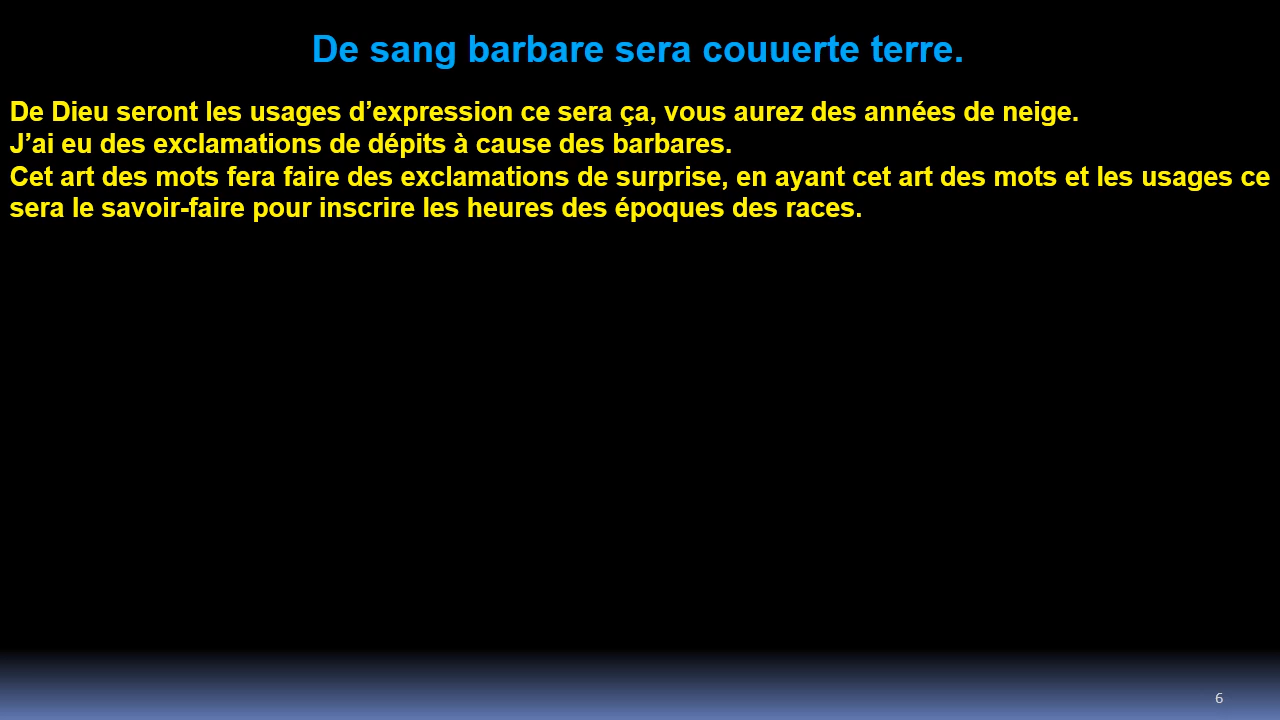 De sang barbare sera couuerte terre.
De Dieu seront les usages d’expression ce sera ça, vous aurez des années de neige.
J’ai eu des exclamations de dépits à cause des barbares.
Cet art des mots fera faire des exclamations de surprise, en ayant cet art des mots et les usages ce
sera le savoir-faire pour inscrire les heures des époques des races.
6